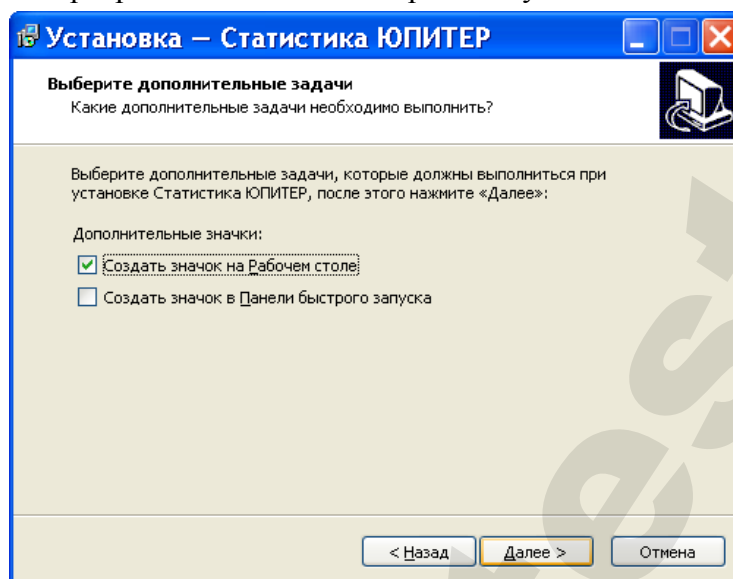 Установка — Статистика ЮПИТЕР
Выберите дополнительные задачи
Какие дополнительные задачи необходимо выполнить?
Выберите дополнительные задачи, которые должны выполниться при
установке Статистика ЮПИТЕР, после этого нажмите «Далее»:
Дополнительные значки:
Создать значок на Рабочем столе
Создать значок в Панели быстрого запуска
< Назад
Далее >
Отмена